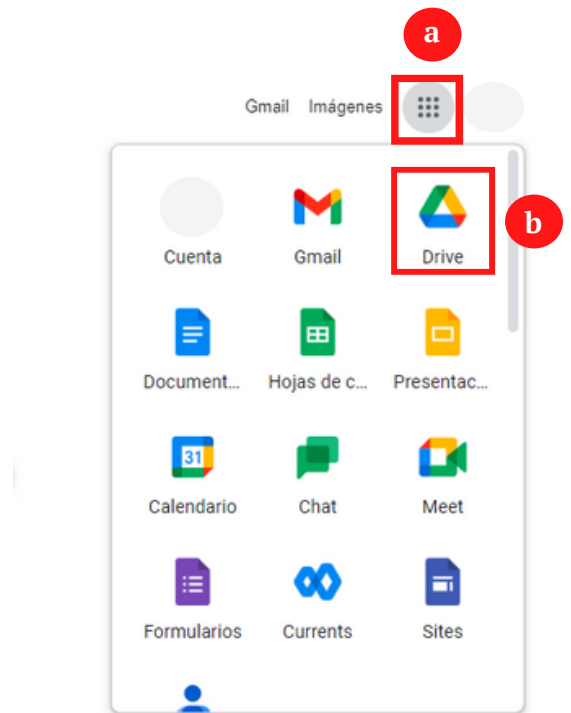 a
Gmail Imágenes
b
Cuenta Gmail Drive
Document... Hojas de c... Presentac...
31
Calendario Chat Meet
Formularios Currents Sites